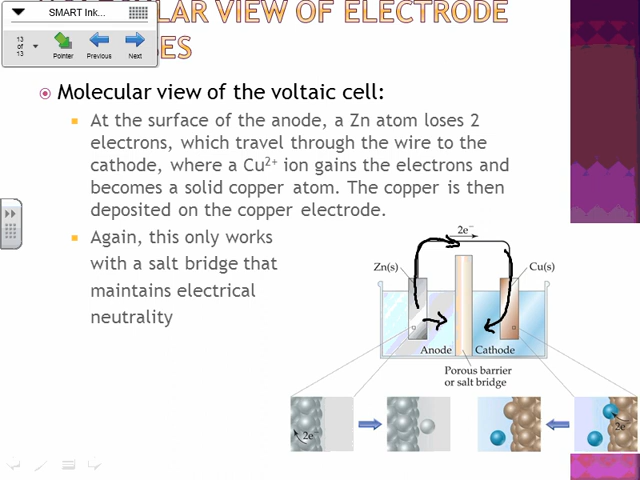 SMART Ink...
VIEW OF ELECTRODE
13
of
13
Pointer
Previous
Next
Molecular view of the voltaic cell:
At the surface of the anode, a Zn atom loses 2
electrons, which travel through the wire to the
cathode, where a Cu²⁺ ion gains the electrons and
becomes a solid copper atom. The copper is then
deposited on the copper electrode.
Again, this only works
with a salt bridge that
maintains electrical
neutrality
2e⁻
Zn(s)
Cu(s)
Anode
Cathode
Porous barrier
or salt bridge
2e⁻
2e⁻